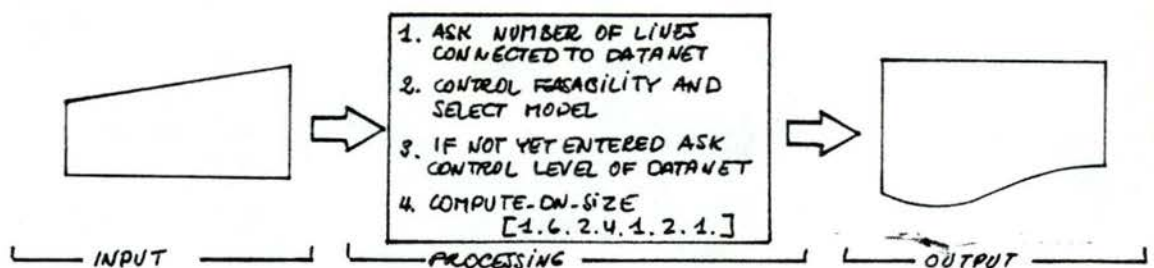 1. ASK NUMBER OF LINES
CONNECTED TO DATANET
2. CONTROL FEASABILITY AND
SELECT MODEL
3. IF NOT YET ENTERED ASK
CONTROL LEVEL OF DATANET
4. COMPUTE-DN-SIZE
[1.6.2.4.1.2.1.]
INPUT PROCESSING OUTPUT